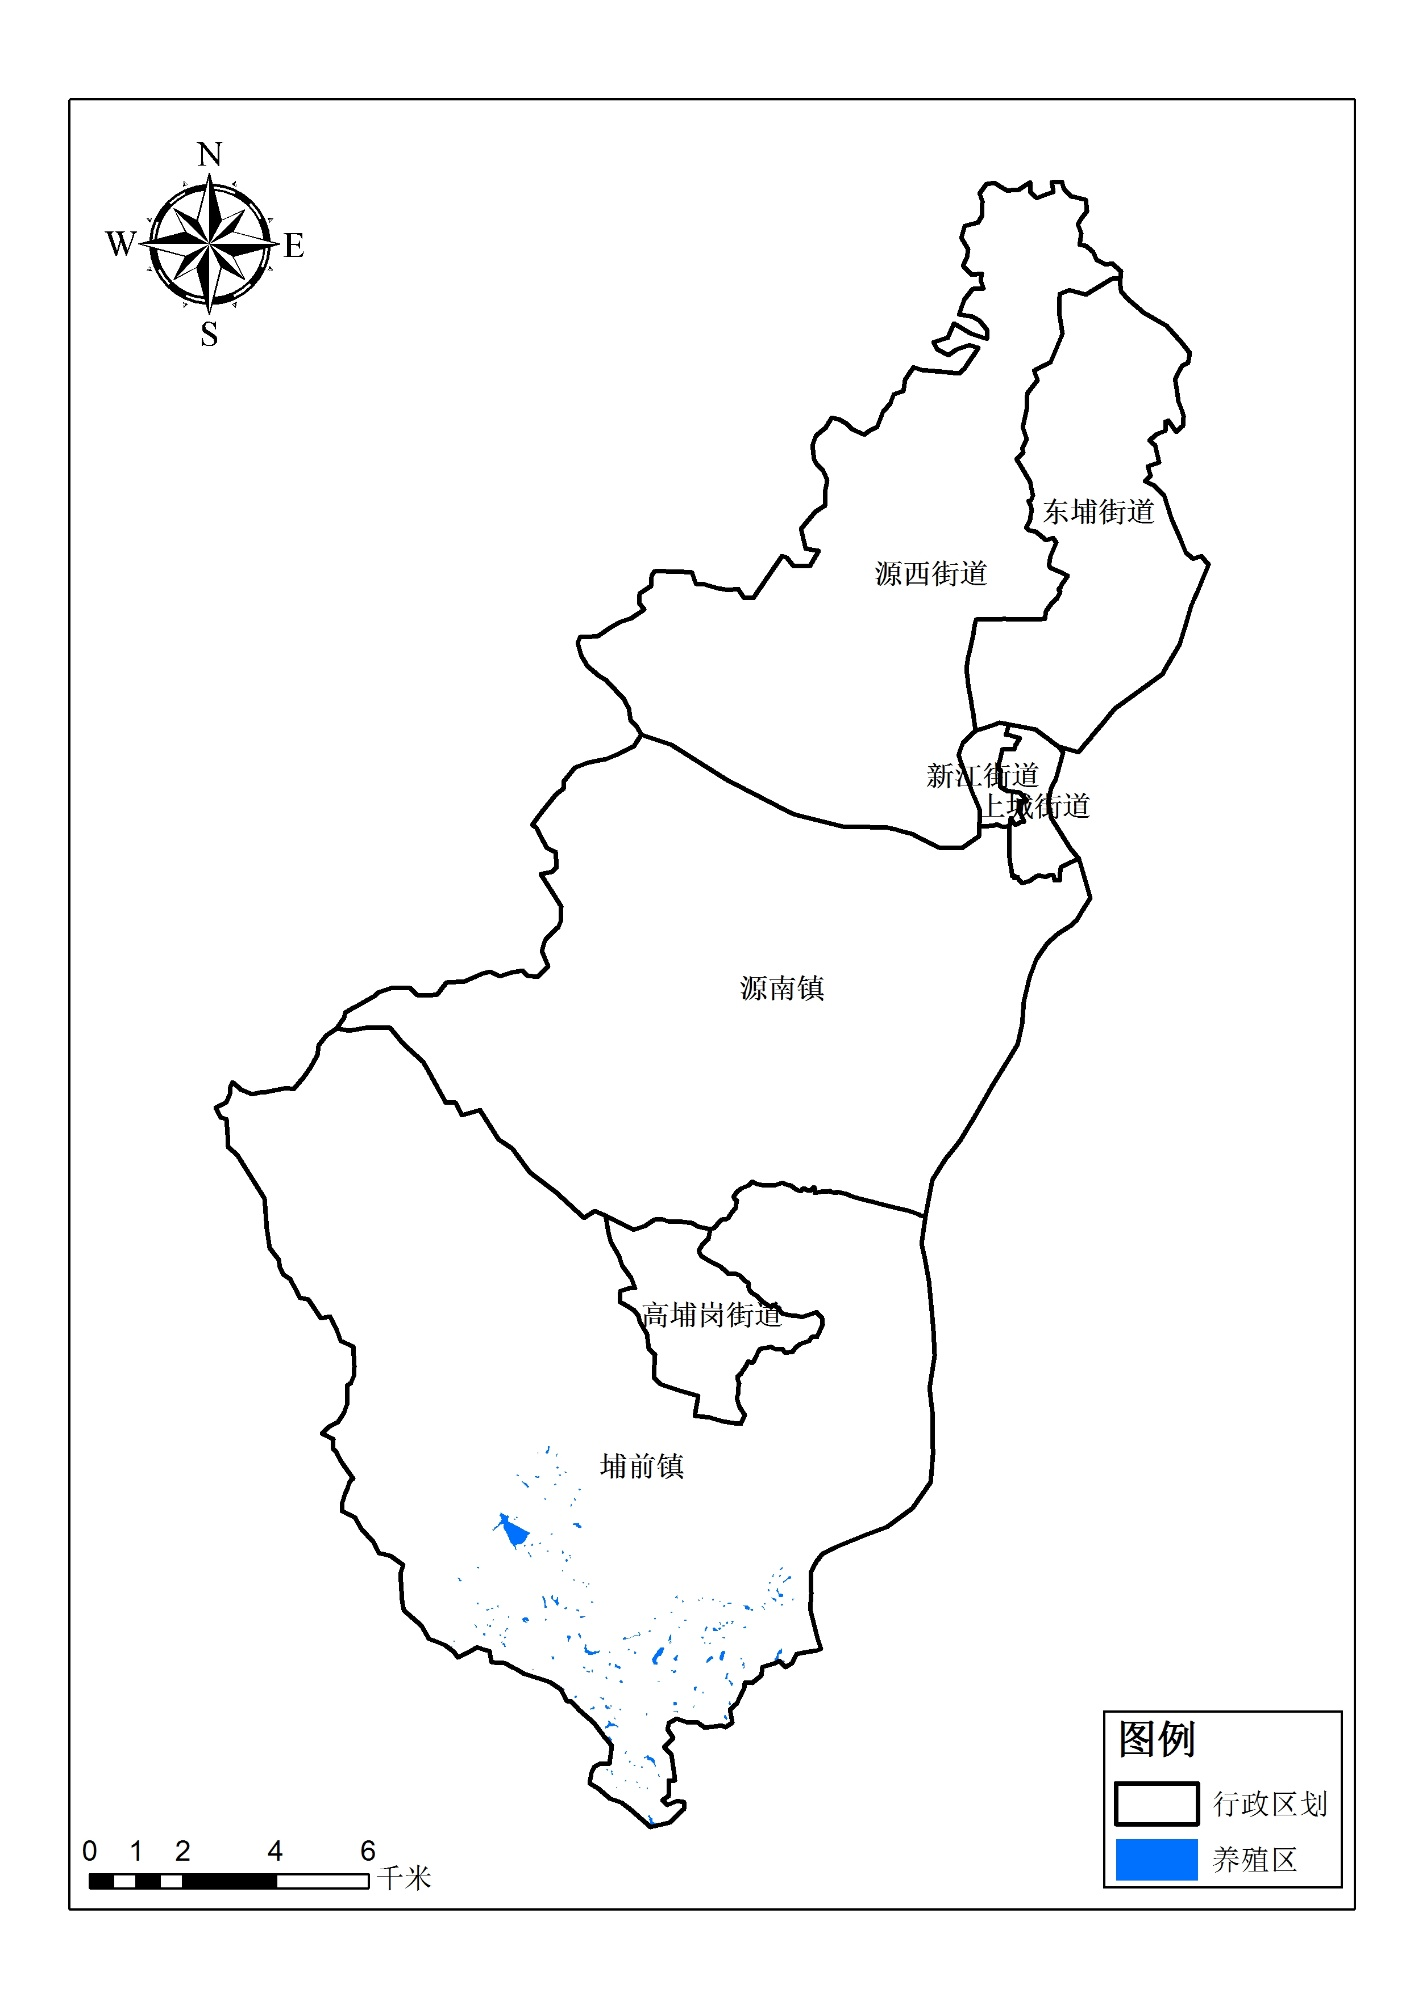 N
W
E
S
东埔街道
源西街道
新江街道
上城街道
源南镇
高埔岗街道
埔前镇
图例
行政区划
养殖区
0 1 2 4 6
千米